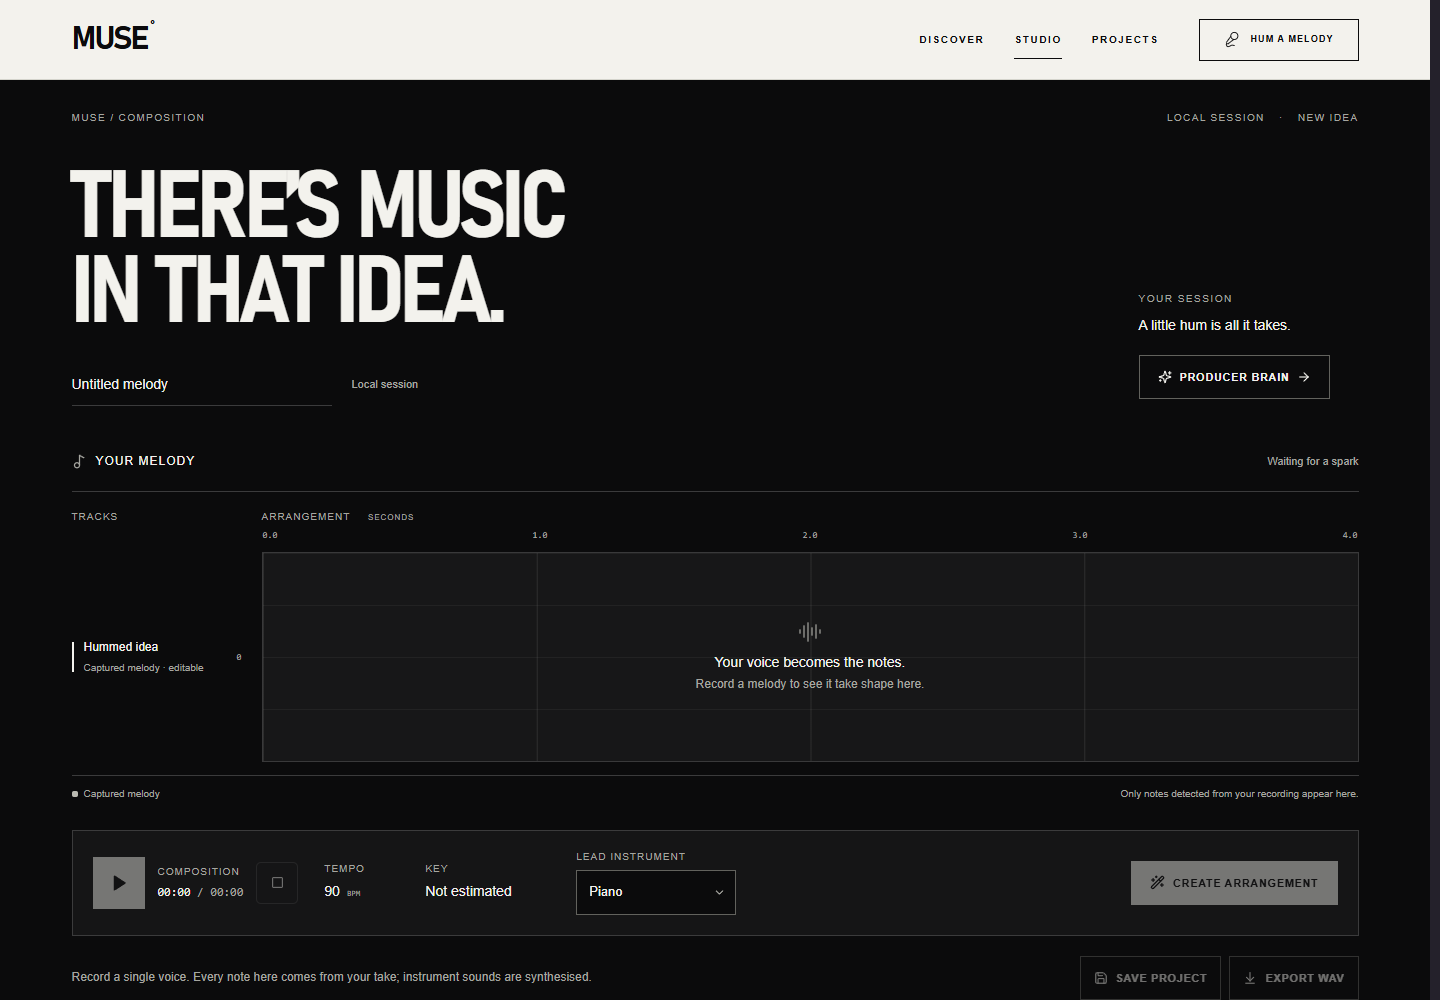 MUSE°
DISCOVER
STUDIO
PROJECTS
HUM A MELODY
MUSE / COMPOSITION
LOCAL SESSION · NEW IDEA
THERE'S MUSIC
IN THAT IDEA.
YOUR SESSION
A little hum is all it takes.
PRODUCER BRAIN
Untitled melody
Local session
YOUR MELODY
Waiting for a spark
TRACKS
ARRANGEMENT
SECONDS
0.0
1.0
2.0
3.0
4.0
Hummed idea
Captured melody · editable
0
Your voice becomes the notes.
Record a melody to see it take shape here.
Captured melody
Only notes detected from your recording appear here.
COMPOSITION
00:00 / 00:00
TEMPO
90 BPM
KEY
Not estimated
LEAD INSTRUMENT
Piano
CREATE ARRANGEMENT
Record a single voice. Every note here comes from your take; instrument sounds are synthesised.
SAVE PROJECT
EXPORT WAV